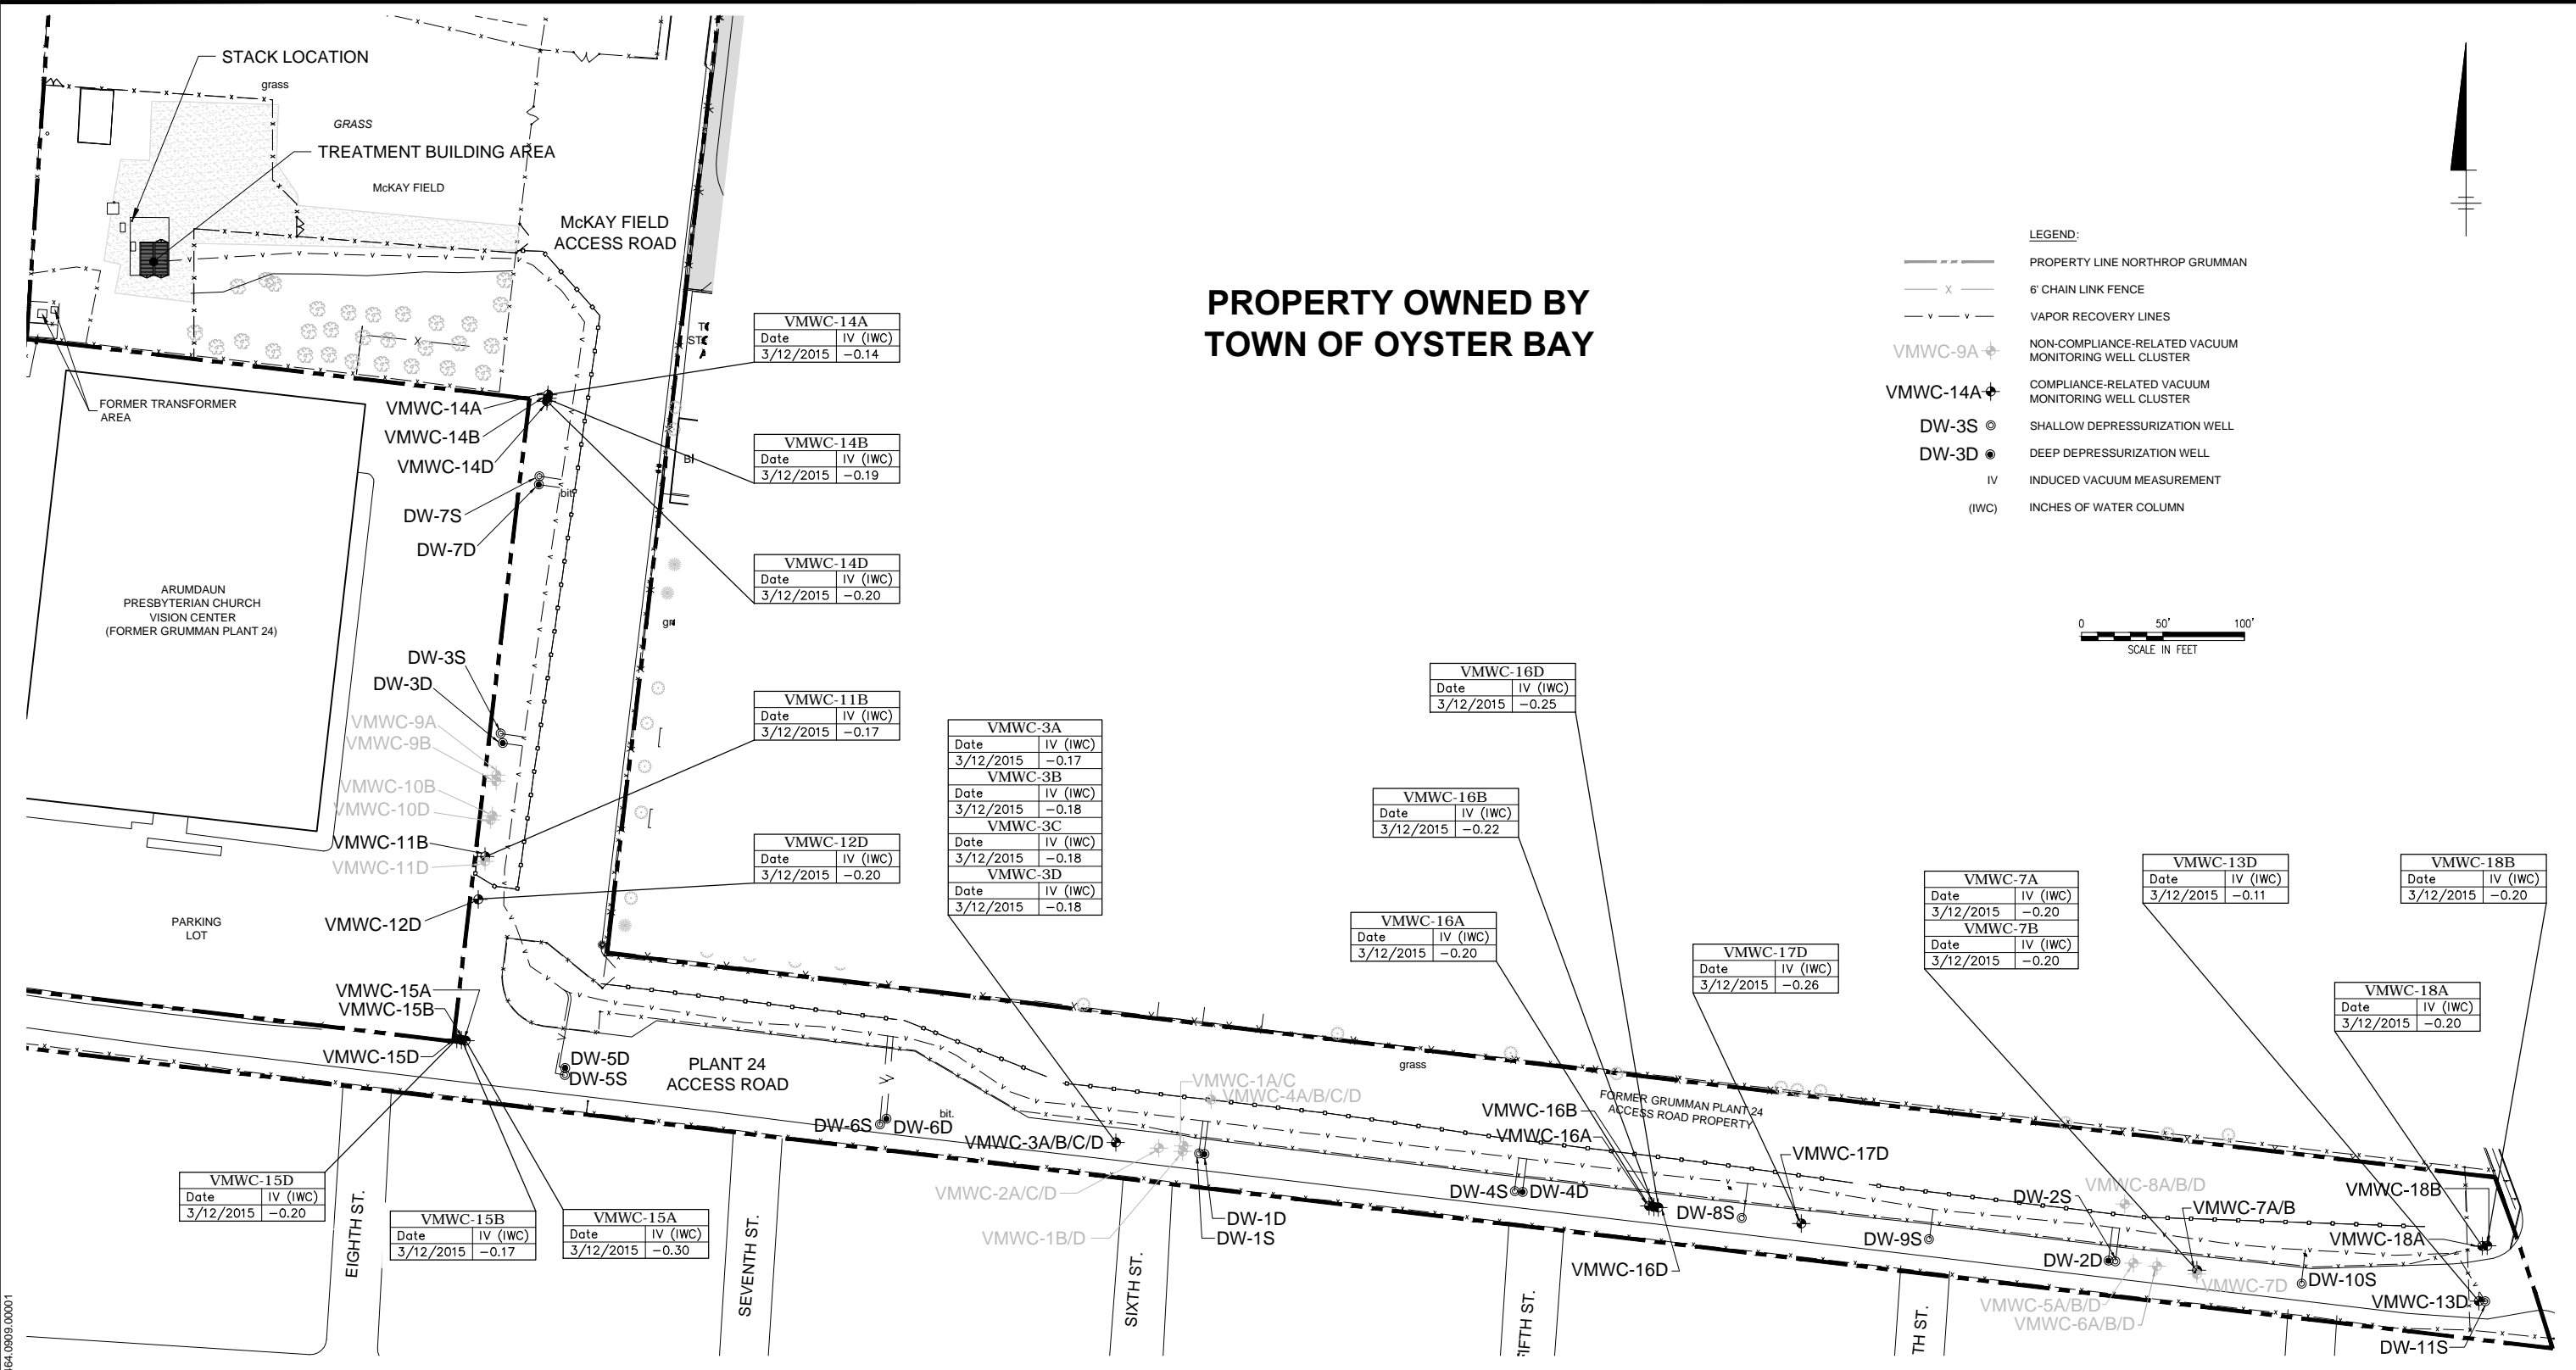 STACK LOCATION
grass
GRASS
TREATMENT BUILDING AREA
McKAY FIELD
McKAY FIELD
ACCESS ROAD
PROPERTY OWNED BY
TOWN OF OYSTER BAY
LEGEND:
PROPERTY LINE NORTHROP GRUMMAN
X 6' CHAIN LINK FENCE
V V VAPOR RECOVERY LINES
VMWC-9A NON-COMPLIANCE-RELATED VACUUM
MONITORING WELL CLUSTER
VMWC-14A COMPLIANCE-RELATED VACUUM
MONITORING WELL CLUSTER
DW-3S SHALLOW DEPRESSURIZATION WELL
DW-3D DEEP DEPRESSURIZATION WELL
IV INDUCED VACUUM MEASUREMENT
(IWC) INCHES OF WATER COLUMN
0 50' 100'
SCALE IN FEET
FORMER TRANSFORMER
AREA
VMWC-14A
VMWC-14B
VMWC-14D
DW-7S
DW-7D
bit.
ARUMDAUN
PRESBYTERIAN CHURCH
VISION CENTER
(FORMER GRUMMAN PLANT 24)
DW-3S
DW-3D
VMWC-9A
VMWC-9B
VMWC-10B
VMWC-10D
VMWC-11B
VMWC-11D
VMWC-12D
PARKING
LOT
VMWC-15A
VMWC-15B
VMWC-15D
VMWC-14A
Date IV (IWC)
3/12/2015 -0.14
VMWC-14B
Date IV (IWC)
3/12/2015 -0.19
VMWC-14D
Date IV (IWC)
3/12/2015 -0.20
VMWC-11B
Date IV (IWC)
3/12/2015 -0.17
VMWC-12D
Date IV (IWC)
3/12/2015 -0.20
VMWC-3A
Date IV (IWC)
3/12/2015 -0.17
VMWC-3B
Date IV (IWC)
3/12/2015 -0.18
VMWC-3C
Date IV (IWC)
3/12/2015 -0.18
VMWC-3D
Date IV (IWC)
3/12/2015 -0.18
VMWC-16D
Date IV (IWC)
3/12/2015 -0.25
VMWC-16B
Date IV (IWC)
3/12/2015 -0.22
VMWC-16A
Date IV (IWC)
3/12/2015 -0.20
VMWC-17D
Date IV (IWC)
3/12/2015 -0.26
VMWC-7A
Date IV (IWC)
3/12/2015 -0.20
VMWC-7B
Date IV (IWC)
3/12/2015 -0.20
VMWC-13D
Date IV (IWC)
3/12/2015 -0.11
VMWC-18B
Date IV (IWC)
3/12/2015 -0.20
VMWC-18A
Date IV (IWC)
3/12/2015 -0.20
DW-5D
DW-5S
PLANT 24
ACCESS ROAD
DW-6S
DW-6D
bit.
VMWC-3A/B/C/D
VMWC-1A/C
VMWC-4A/B/C/D
VMWC-2A/C/D
VMWC-1B/D
DW-1D
DW-1S
grass
FORMER GRUMMAN PLANT 24
ACCESS ROAD PROPERTY
VMWC-16B
VMWC-16A
DW-4S
DW-4D
VMWC-16D
DW-8S
VMWC-17D
DW-9S
DW-2S
DW-2D
VMWC-8A/B/D
VMWC-7A/B
VMWC-7D
VMWC-5A/B/D
VMWC-6A/B/D
VMWC-18B
VMWC-18A
DW-10S
VMWC-13D
DW-11S
VMWC-15D
Date IV (IWC)
3/12/2015 -0.20
VMWC-15B
Date IV (IWC)
3/12/2015 -0.17
VMWC-15A
Date IV (IWC)
3/12/2015 -0.30
EIGHTH ST.
SEVENTH ST.
SIXTH ST.
FIFTH ST.
TH ST.